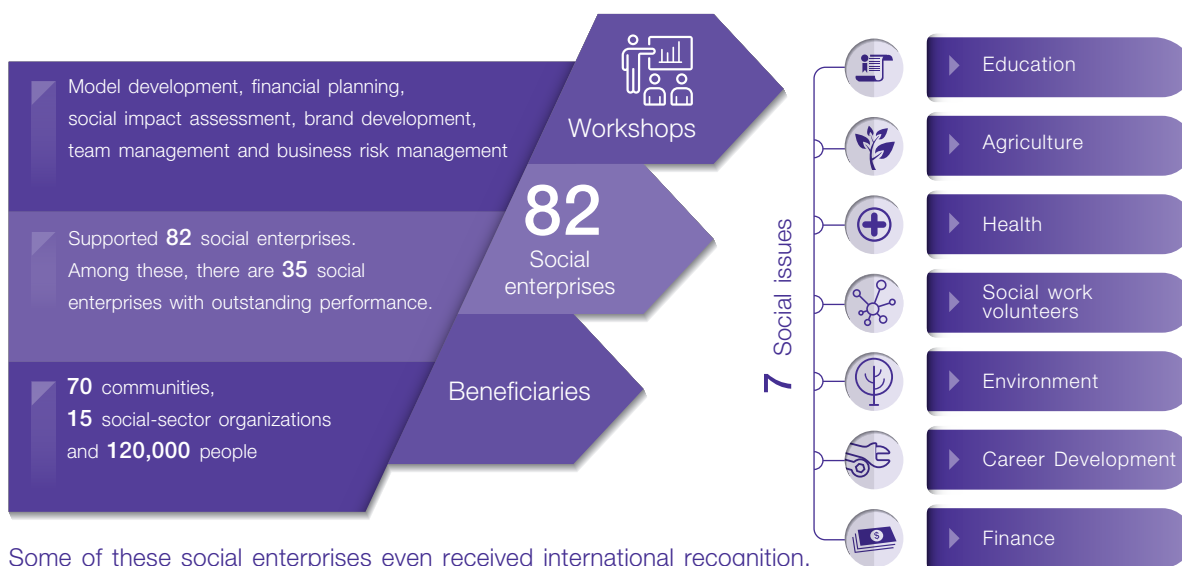 Model development, financial planning,
social impact assessment, brand development,
team management and business risk management
Workshops
Supported 82 social enterprises.
Among these, there are 35 social
enterprises with outstanding performance.
82
Social
enterprises
70 communities,
15 social-sector organizations
and 120,000 people
Beneficiaries
Some of these social enterprises even received international recognition.
7 Social issues
Education
Agriculture
Health
Social work
volunteers
Environment
Career Development
Finance